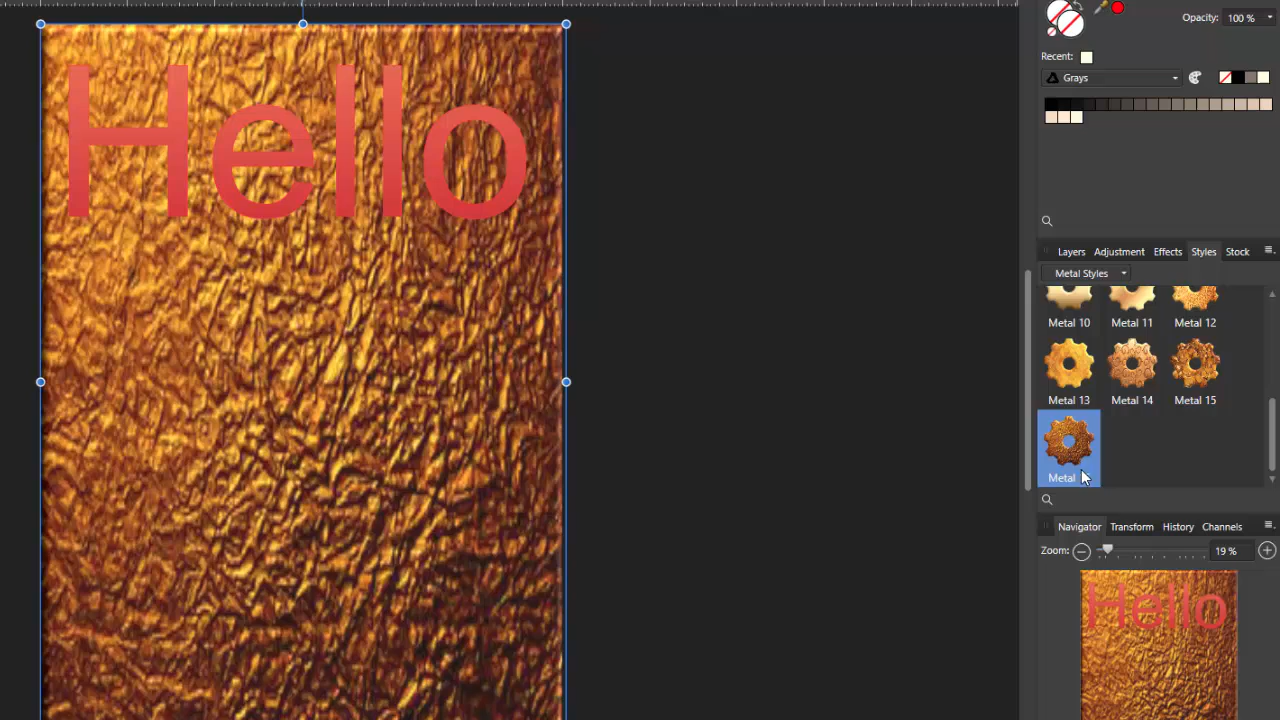 Hello
Opacity: 100 %
Recent:
Grays
Layers Adjustment Effects Styles Stock
Metal Styles
Metal 10 Metal 11 Metal 12
Metal 13 Metal 14 Metal 15
Metal
Navigator Transform History Channels
Zoom: 19 %
Hello